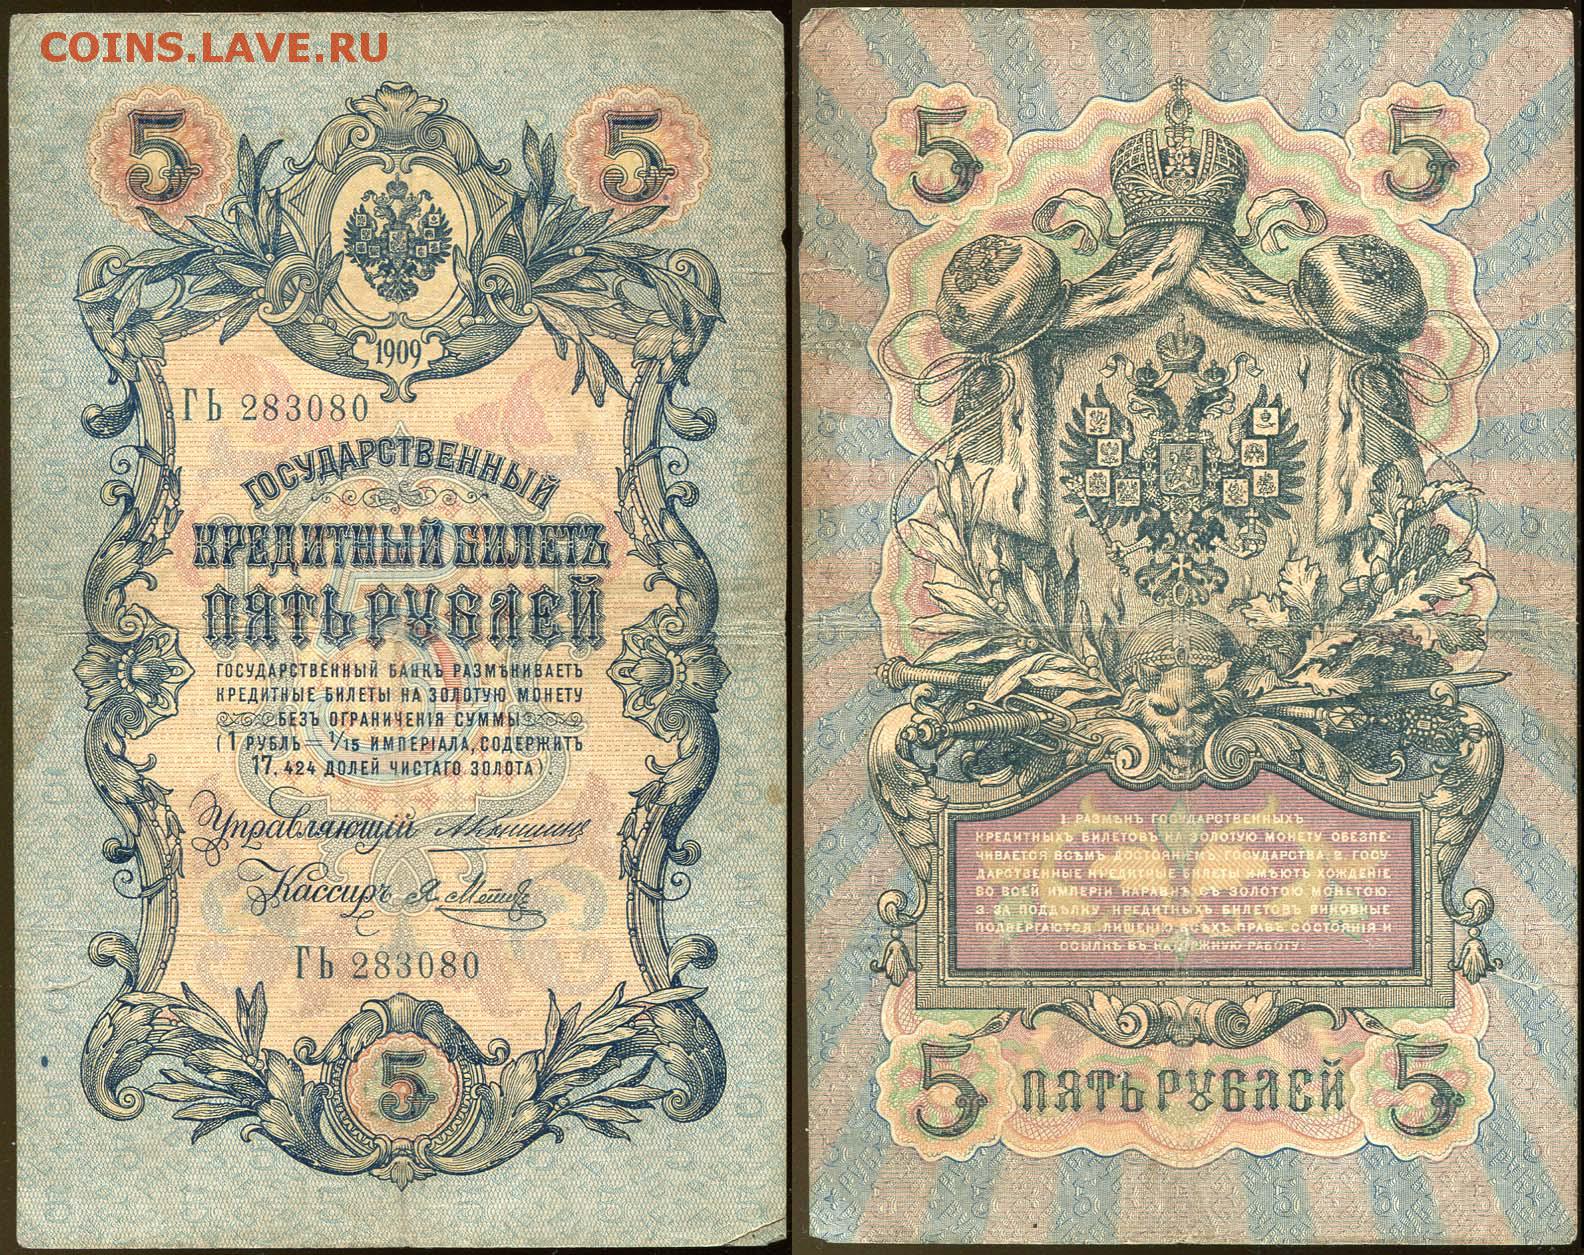 COINS.LAVE.RU
5 5
1909
ГЬ 283080
ГОСУДАРСТВЕННЫЙ
КРЕДИТНЫЙ БИЛЕТЪ
ПЯТЬ РУБЛЕЙ
ГОСУДАРСТВЕННЫЙ БАНКЪ РАЗМѢНИВАЕТЪ
КРЕДИТНЫЕ БИЛЕТЫ НА ЗОЛОТУЮ МОНЕТУ
БЕЗЪ ОГРАНИЧЕНІЯ СУММЫ
(1 РУБЛЬ = 1/15 ИМПЕРІАЛА, СОДЕРЖИТЪ
17,424 ДОЛЕЙ ЧИСТАГО ЗОЛОТА).
Управляющій
Кассиръ
ГЬ 283080
5
5 5
1. РАЗМѢНЪ ГОСУДАРСТВЕННЫХЪ
КРЕДИТНЫХЪ БИЛЕТОВЪ НА ЗОЛОТУЮ МОНЕТУ ОБЕЗПЕ-
ЧИВАЕТСЯ ВСѢМЪ ДОСТОЯНІЕМЪ ГОСУДАРСТВА. 2. ГОСУ-
ДАРСТВЕННЫЕ КРЕДИТНЫЕ БИЛЕТЫ ИМѢЮТЪ ХОЖДЕНІЕ
ВО ВСЕЙ ИМПЕРІИ НАРАВНѢ СЪ ЗОЛОТОЮ МОНЕТОЮ.
3. ЗА ПОДДѢЛКУ КРЕДИТНЫХЪ БИЛЕТОВЪ ВИНОВНЫЕ
ПОДВЕРГАЮТСЯ ЛИШЕНІЮ ВСѢХЪ ПРАВЪ СОСТОЯНІЯ И
ССЫЛКѢ ВЪ КАТОРЖНУЮ РАБОТУ.
5 ПЯТЬ РУБЛЕЙ 5